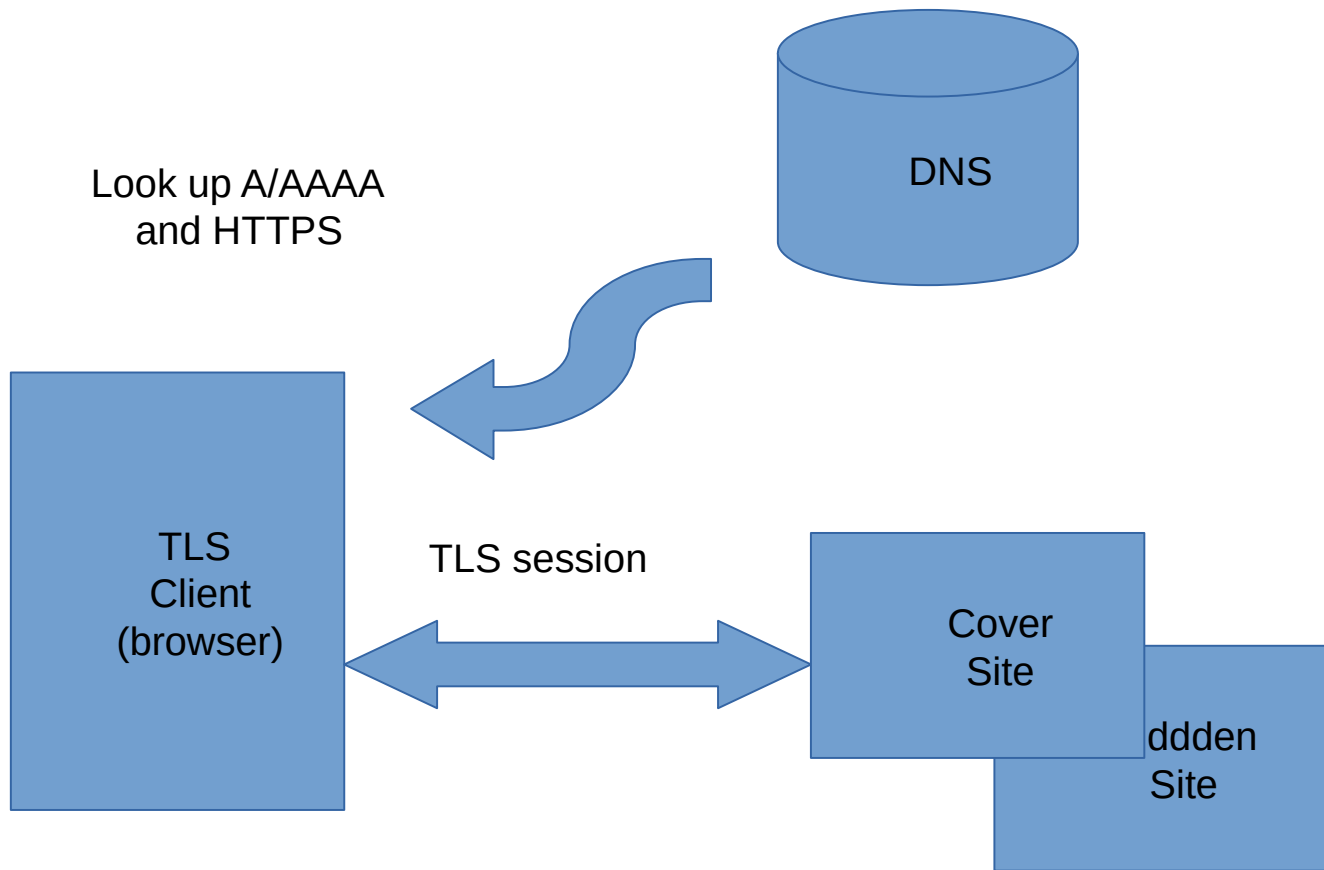 DNS
Look up A/AAAA
and HTTPS
TLS
Client
(browser)
TLS session
Cover
Site
ddden
Site